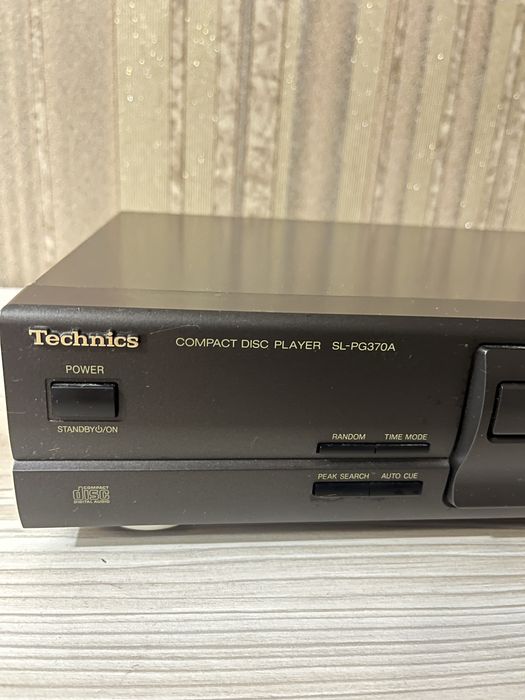 Technics
COMPACT DISC PLAYER SL-PG370A
POWER
STANDBY⏻/ON
RANDOM TIME MODE
PEAK SEARCH AUTO CUE
COMPACT
disc
DIGITAL AUDIO